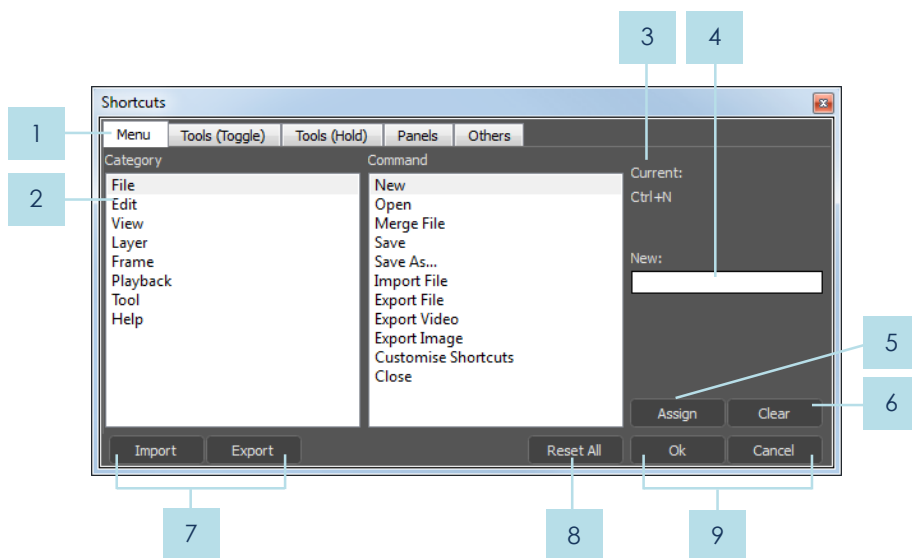 3 4
Shortcuts
1
Menu Tools (Toggle) Tools (Hold) Panels Others
Category Command
Current:
Ctrl+N
2
File
Edit
View
Layer
Frame
Playback
Tool
Help
New
Open
Merge File
Save
Save As...
Import File
Export File
Export Video
Export Image
Customise Shortcuts
Close
New:
5
6
Assign Clear
Import Export Reset All Ok Cancel
7 8 9